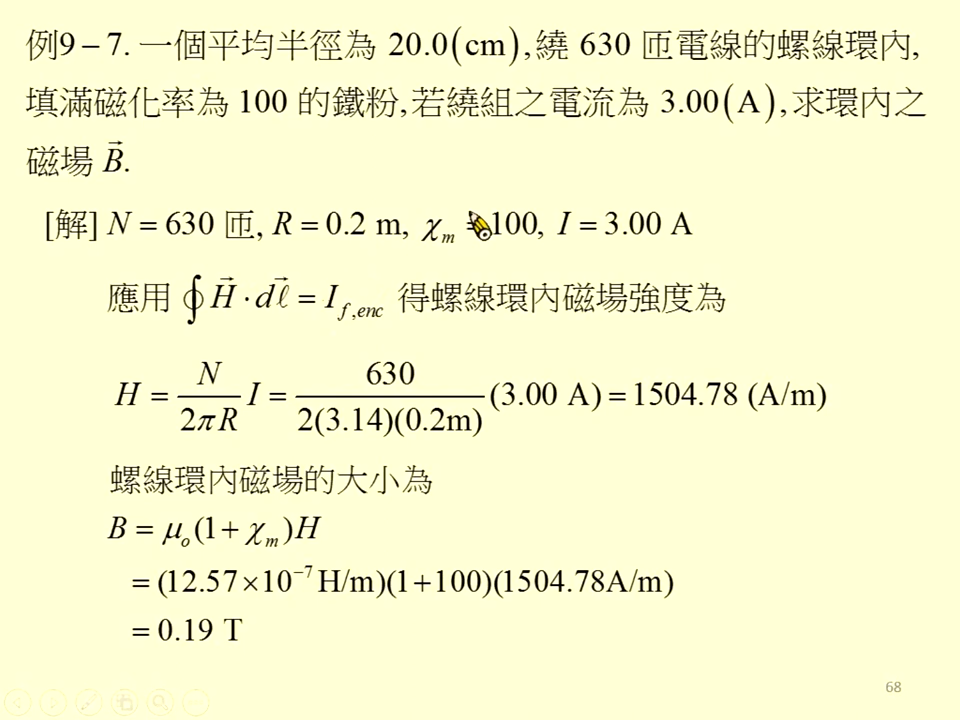 例9－7. 一個平均半徑為 20.0(cm),繞 630 匝電線的螺線環內,
填滿磁化率為 100 的鐵粉,若繞組之電流為 3.00(A),求環內之
磁場 B⃗.
[解] N = 630 匝, R = 0.2 m, χₘ = 100, I = 3.00 A
應用 ∮ H⃗ · dℓ⃗ = I_{f,enc} 得螺線環內磁場強度為
H = N/(2πR) I = 630/(2(3.14)(0.2m)) (3.00 A) = 1504.78 (A/m)
螺線環內磁場的大小為
B = μₒ(1 + χₘ)H
= (12.57×10⁻⁷ H/m)(1+100)(1504.78A/m)
= 0.19 T
68